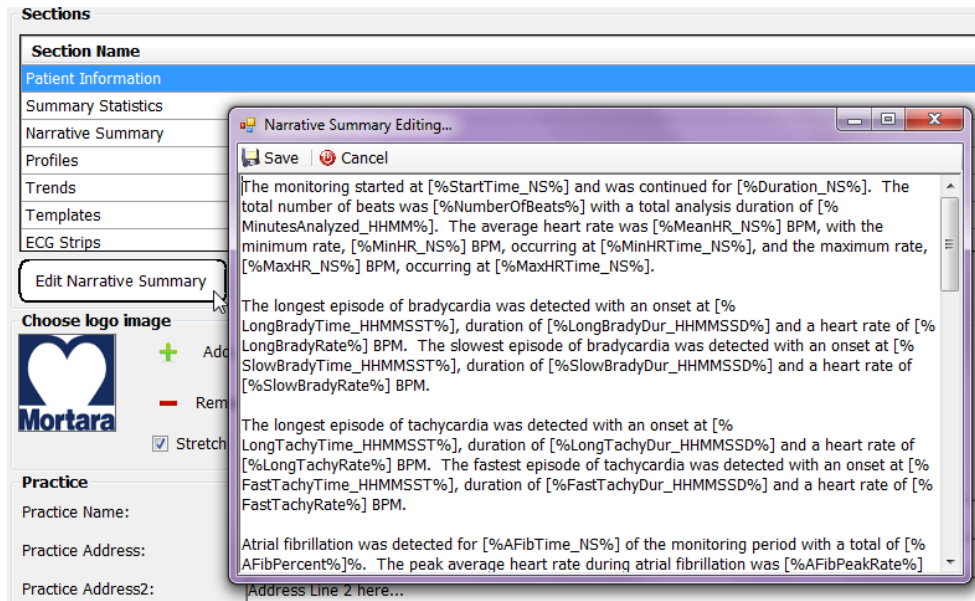 Sections
Section Name
Patient Information
Summary Statistics
Narrative Summary
Profiles
Trends
Templates
ECG Strips
Edit Narrative Summary
Choose logo image
Mortara
Add
Rem
Stretch
Practice
Practice Name:
Practice Address:
Practice Address2:
Address Line 2 here...
Narrative Summary Editing...
Save
Cancel
The monitoring started at [%StartTime_NS%] and was continued for [%Duration_NS%].  The
total number of beats was [%NumberOfBeats%] with a total analysis duration of [%
MinutesAnalyzed_HHMM%].  The average heart rate was [%MeanHR_NS%] BPM, with the
minimum rate, [%MinHR_NS%] BPM, occurring at [%MinHRTime_NS%], and the maximum rate,
[%MaxHR_NS%] BPM, occurring at [%MaxHRTime_NS%].
The longest episode of bradycardia was detected with an onset at [%
LongBradyTime_HHMMSST%], duration of [%LongBradyDur_HHMMSSD%] and a heart rate of [%
LongBradyRate%] BPM.  The slowest episode of bradycardia was detected with an onset at [%
SlowBradyTime_HHMMSST%], duration of [%SlowBradyDur_HHMMSSD%] and a heart rate of
[%SlowBradyRate%] BPM.
The longest episode of tachycardia was detected with an onset at [%
LongTachyTime_HHMMSST%], duration of [%LongTachyDur_HHMMSSD%] and a heart rate of
[%LongTachyRate%] BPM.  The fastest episode of tachycardia was detected with an onset at [%
FastTachyTime_HHMMSST%], duration of [%FastTachyDur_HHMMSSD%] and a heart rate of [%
FastTachyRate%] BPM.
Atrial fibrillation was detected for [%AFibTime_NS%] of the monitoring period with a total of [%
AFibPercent%]%.  The peak average heart rate during atrial fibrillation was [%AFibPeakRate%]